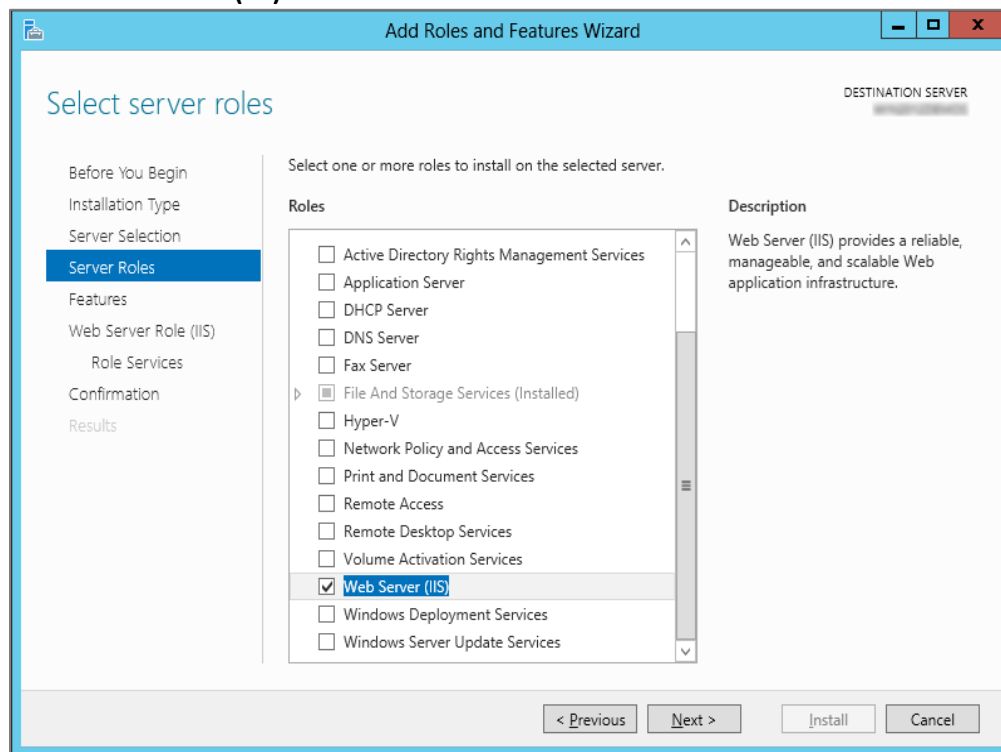 Add Roles and Features Wizard
Select server roles
DESTINATION SERVER
Before You Begin
Installation Type
Server Selection
Server Roles
Features
Web Server Role (IIS)
Role Services
Confirmation
Results
Select one or more roles to install on the selected server.
Roles
Active Directory Rights Management Services
Application Server
DHCP Server
DNS Server
Fax Server
File And Storage Services (Installed)
Hyper-V
Network Policy and Access Services
Print and Document Services
Remote Access
Remote Desktop Services
Volume Activation Services
Web Server (IIS)
Windows Deployment Services
Windows Server Update Services
Description
Web Server (IIS) provides a reliable,
manageable, and scalable Web
application infrastructure.
< Previous Next > Install Cancel